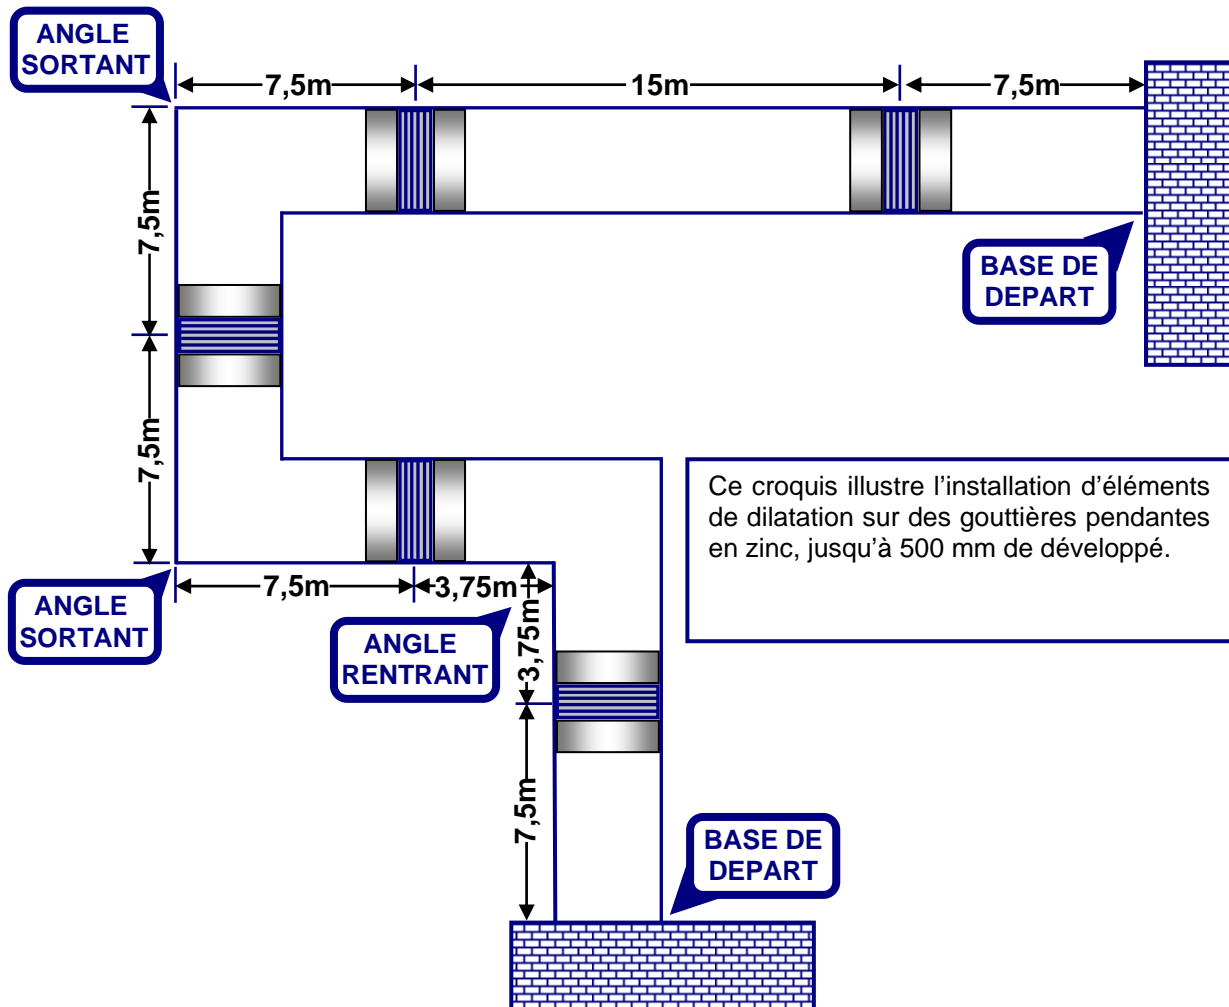 ANGLE
SORTANT
7,5m
15m
7,5m
7,5m
BASE DE
DEPART
7,5m
Ce croquis illustre l'installation d'éléments
de dilatation sur des gouttières pendantes
en zinc, jusqu'à 500 mm de développé.
7,5m
3,75m
ANGLE
SORTANT
ANGLE
RENTRANT
3,75m
7,5m
BASE DE
DEPART